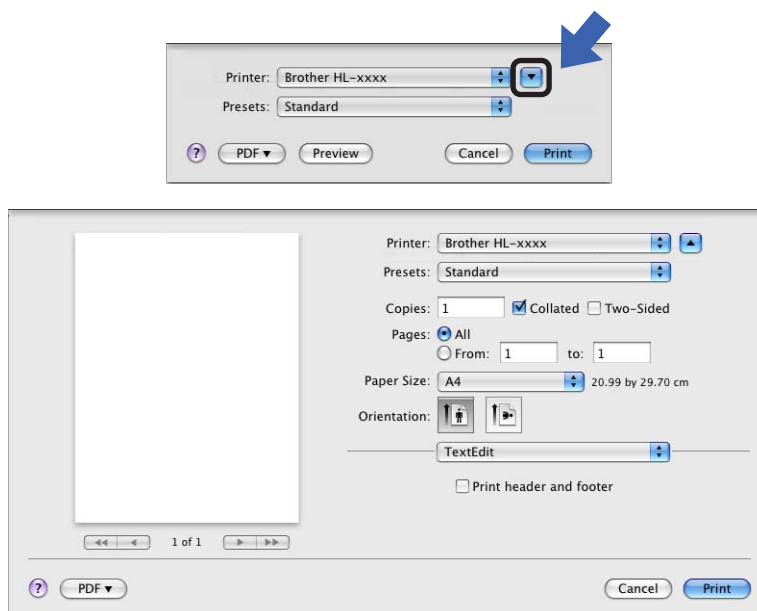 Printer: Brother HL-xxxx
Presets: Standard
? PDF▼ Preview Cancel Print
Printer: Brother HL-xxxx
Presets: Standard
Copies: 1 Collated Two-Sided
Pages: All
From: 1 to: 1
Paper Size: A4 20.99 by 29.70 cm
Orientation:
TextEdit
Print header and footer
1 of 1
? PDF▼ Cancel Print